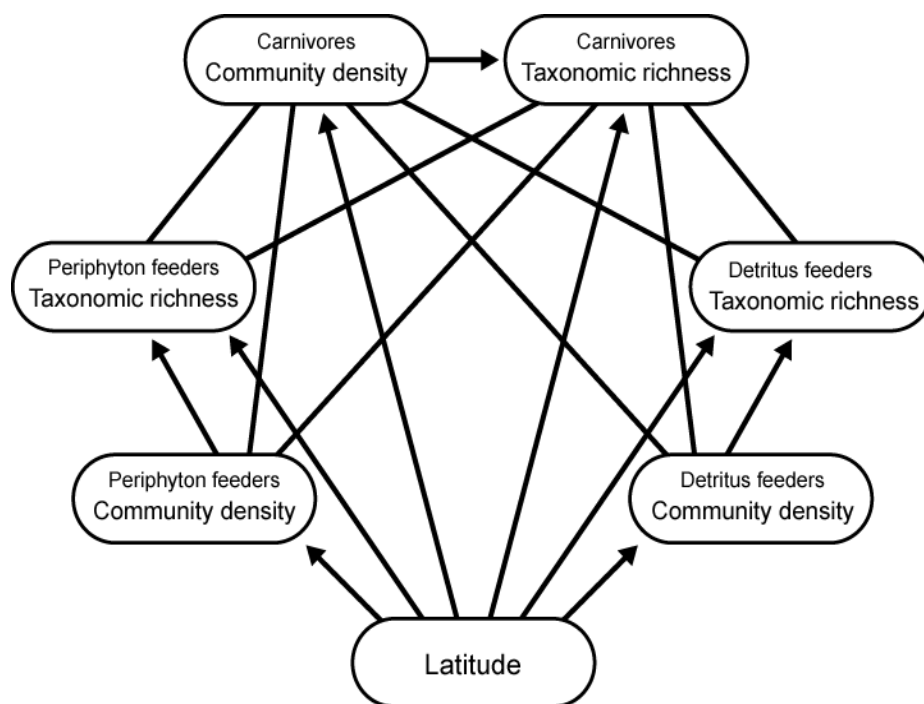 Carnivores
Community density
Carnivores
Taxonomic richness
Periphyton feeders
Taxonomic richness
Detritus feeders
Taxonomic richness
Periphyton feeders
Community density
Detritus feeders
Community density
Latitude